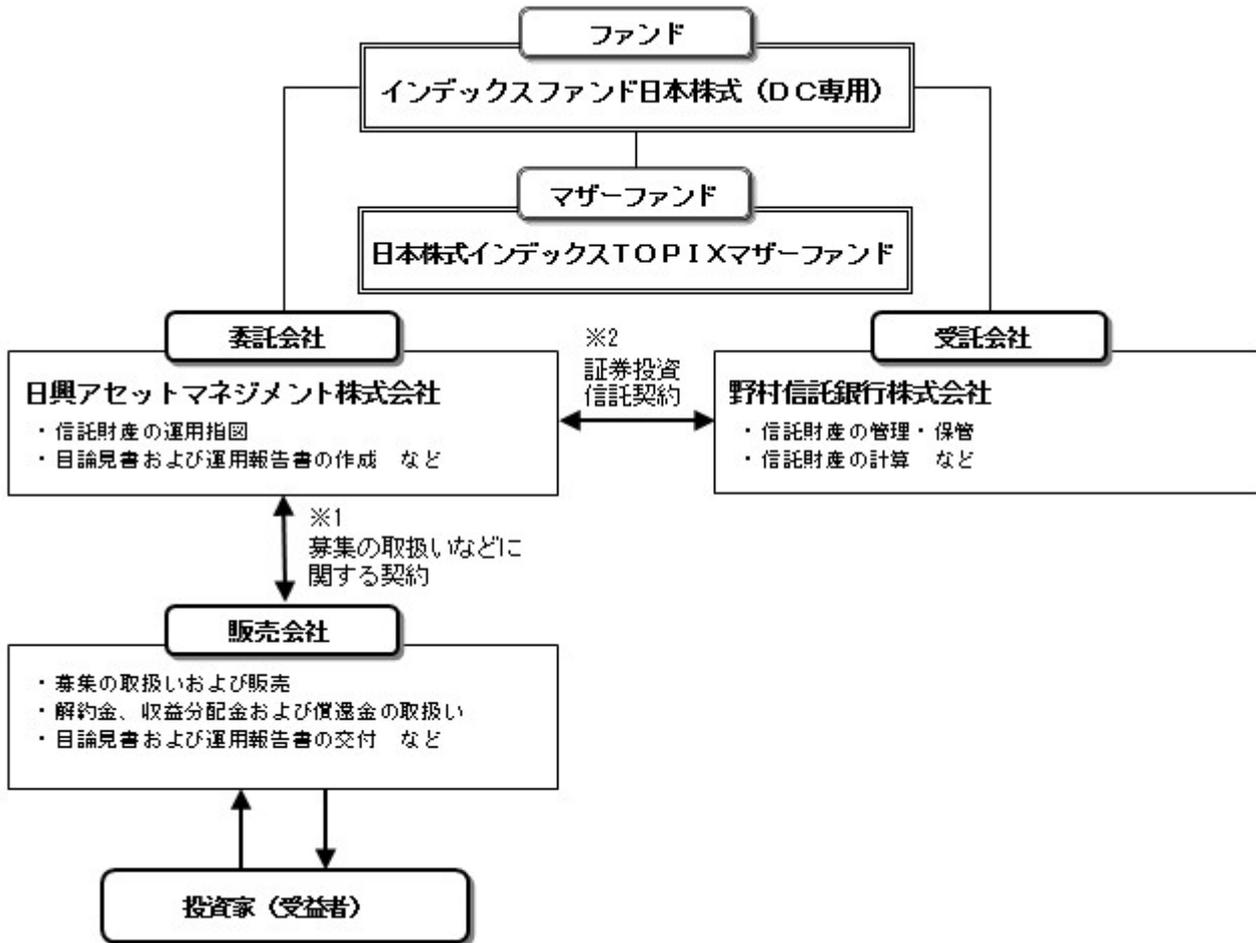 ファンド
インデックスファンド日本株式（DC専用）
マザーファンド
日本株式インデックスTOPIXマザーファンド
委託会社
日興アセットマネジメント株式会社
・信託財産の運用指図
・目論見書および運用報告書の作成　など
※2
証券投資
信託契約
受託会社
野村信託銀行株式会社
・信託財産の管理・保管
・信託財産の計算　など
※1
募集の取扱いなどに
関する契約
販売会社
・募集の取扱いおよび販売
・解約金、収益分配金および償還金の取扱い
・目論見書および運用報告書の交付　など
投資家（受益者）